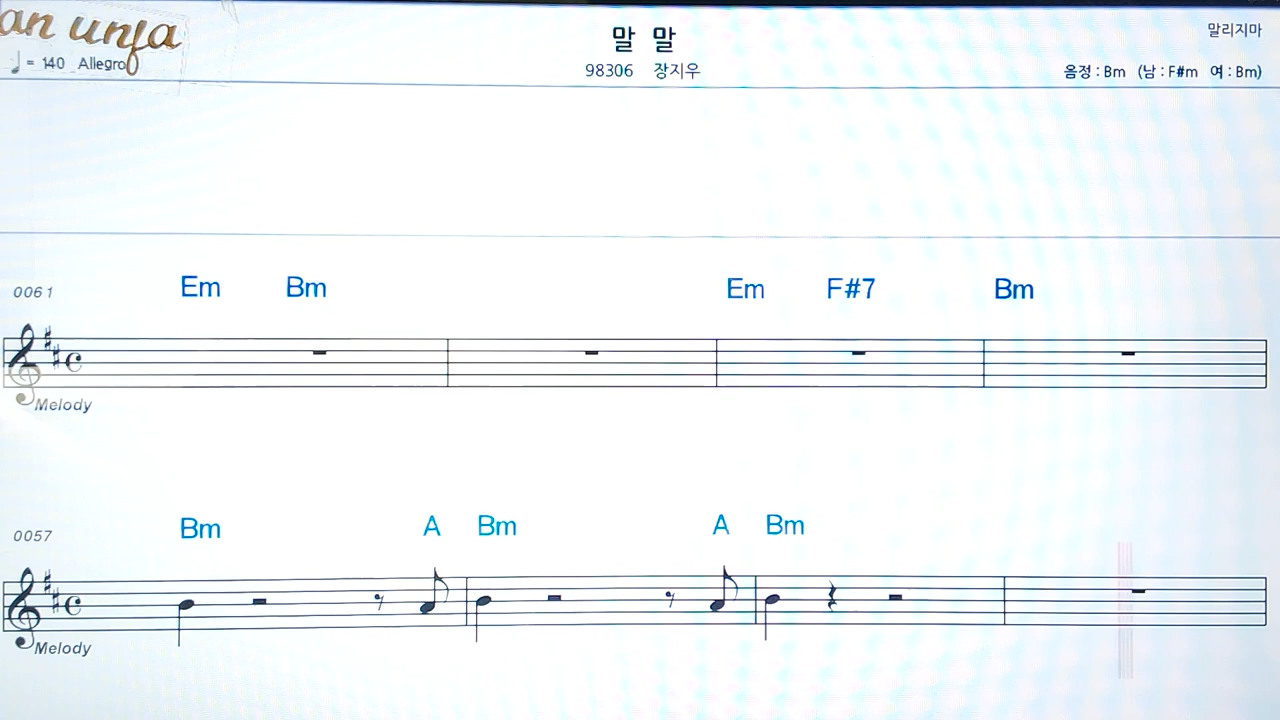 an unfa
♩ = 140 Allegro
말 말
98306 장지우
말리지마
음정 : Bm (남 : F#m 여 : Bm)
0061
Em Bm Em F#7 Bm
Melody
0057
Bm A Bm A Bm
Melody